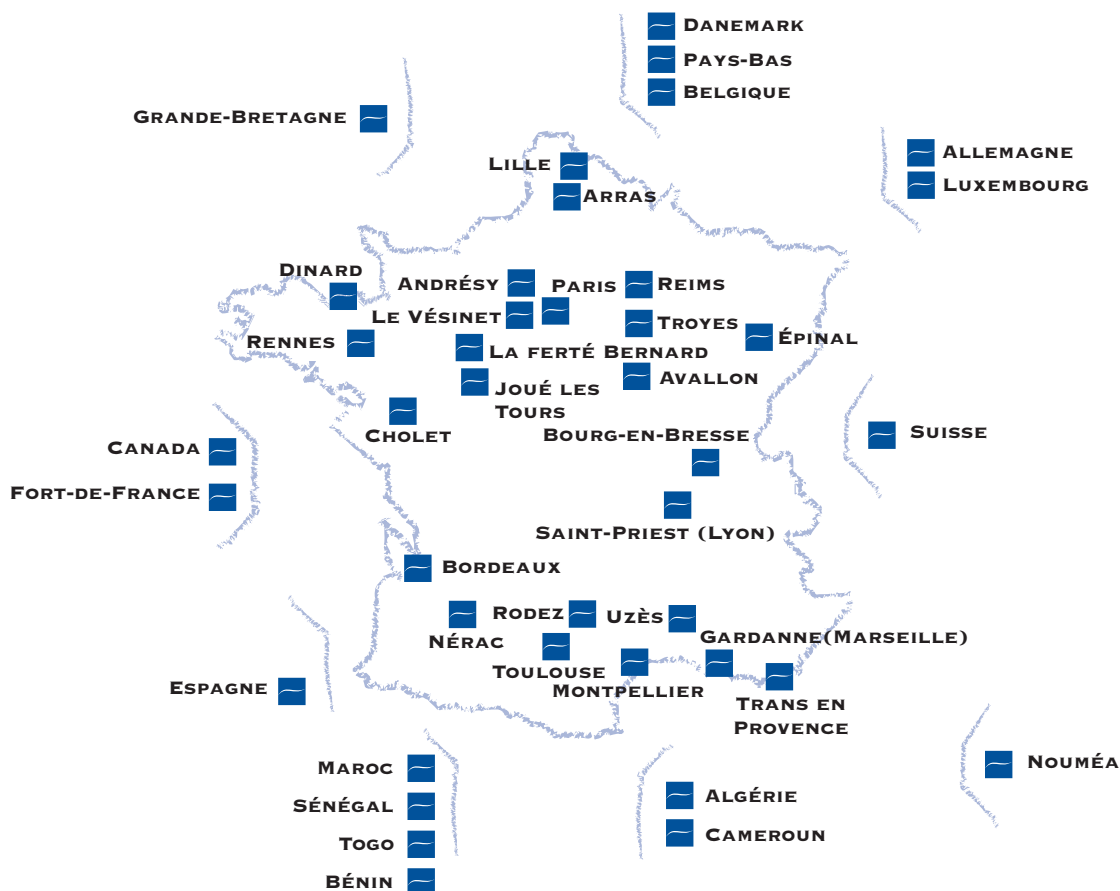 DANEMARK
PAYS-BAS
BELGIQUE
GRANDE-BRETAGNE
ALLEMAGNE
LUXEMBOURG
LILLE
ARRAS
DINARD
ANDRÉSY
PARIS
REIMS
LE VÉSINET
TROYES
RENNES
LA FERTÉ BERNARD
ÉPINAL
JOUÉ LES
TOURS
AVALLON
CHOLET
BOURG-EN-BRESSE
SUISSE
CANADA
FORT-DE-FRANCE
SAINT-PRIEST (LYON)
BORDEAUX
NÉRAC
RODEZ
UZÈS
GARDANNE(MARSEILLE)
TOULOUSE
MONTPELLIER
TRANS EN
PROVENCE
ESPAGNE
MAROC
SÉNÉGAL
TOGO
BÉNIN
ALGÉRIE
CAMEROUN
NOUMÉA